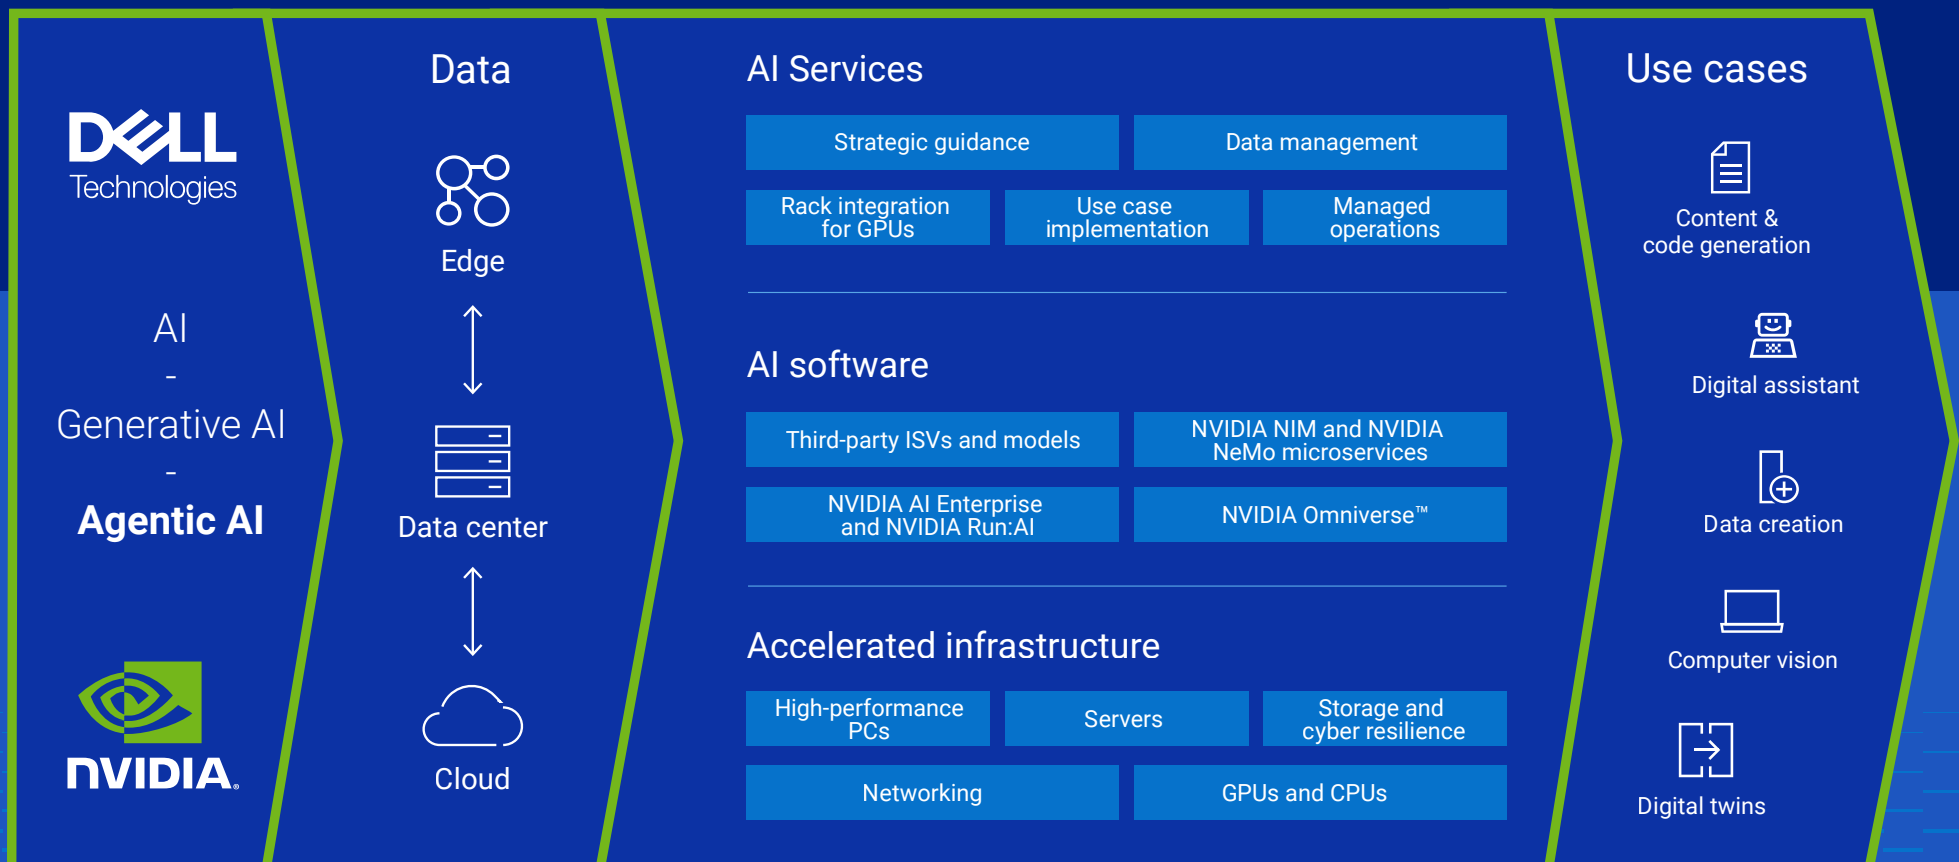 DELL
Technologies
AI
-
Generative AI
-
Agentic AI
NVIDIA.
Data
Edge
Data center
Cloud
AI Services
Strategic guidance
Data management
Rack integration
for GPUs
Use case
implementation
Managed
operations
AI software
Third-party ISVs and models
NVIDIA NIM and NVIDIA
NeMo microservices
NVIDIA AI Enterprise
and NVIDIA Run:AI
NVIDIA Omniverse™
Accelerated infrastructure
High-performance
PCs
Servers
Storage and
cyber resilience
Networking
GPUs and CPUs
Use cases
Content &
code generation
Digital assistant
Data creation
Computer vision
Digital twins